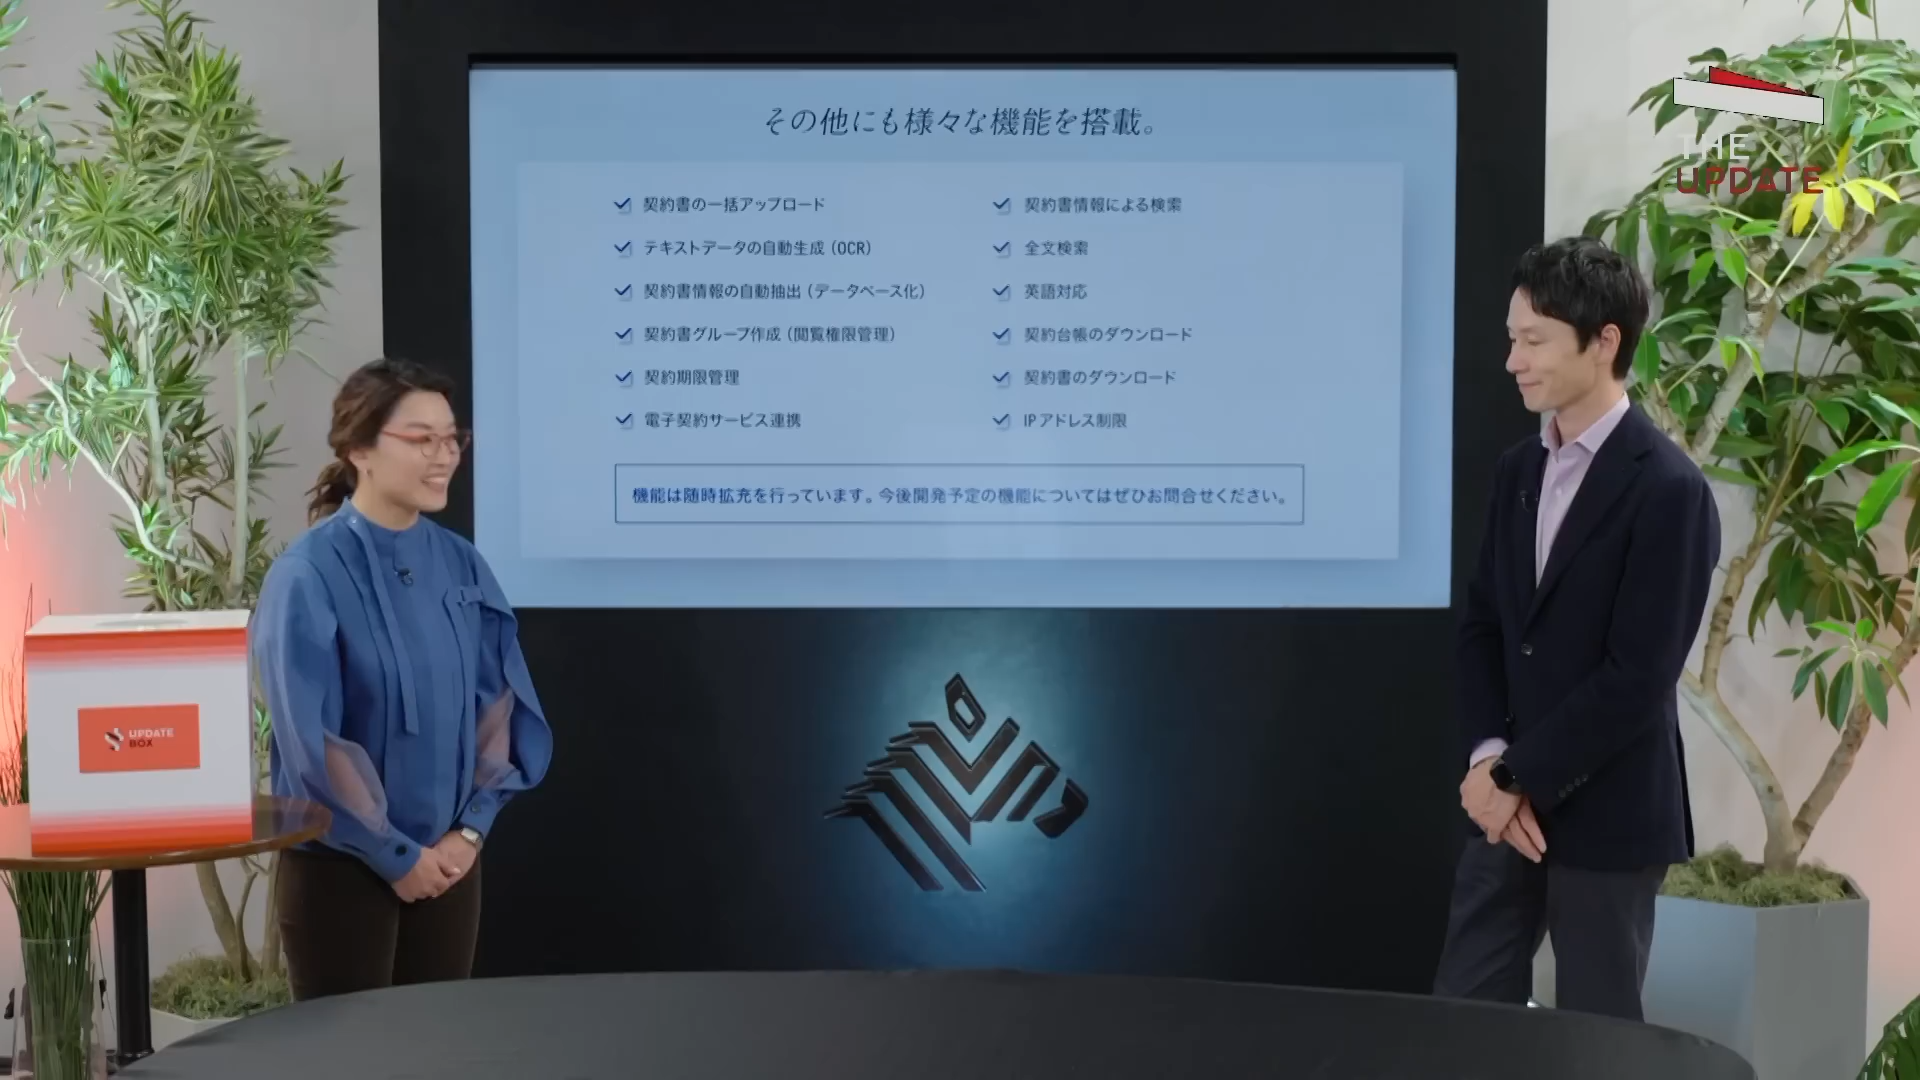 その他にも様々な機能を搭載。
契約書の一括アップロード
テキストデータの自動生成（OCR）
契約書情報の自動抽出（データベース化）
契約書グループ作成（閲覧権限管理）
契約期限管理
電子契約サービス連携
契約書情報による検索
全文検索
英語対応
契約台帳のダウンロード
契約書のダウンロード
IPアドレス制限
機能は随時拡充を行っています。今後開発予定の機能についてはぜひお問合せください。
THE
UPDATE
UPDATE
BOX